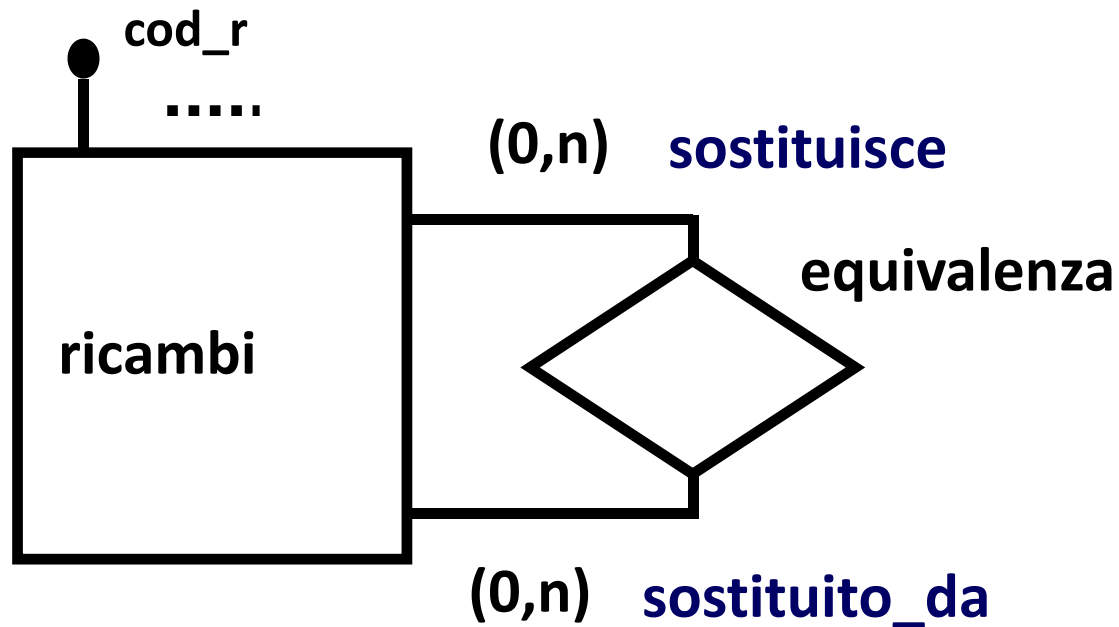 cod_r
.....
(0,n) sostituisce
equivalenza
ricambi
(0,n) sostituito_da